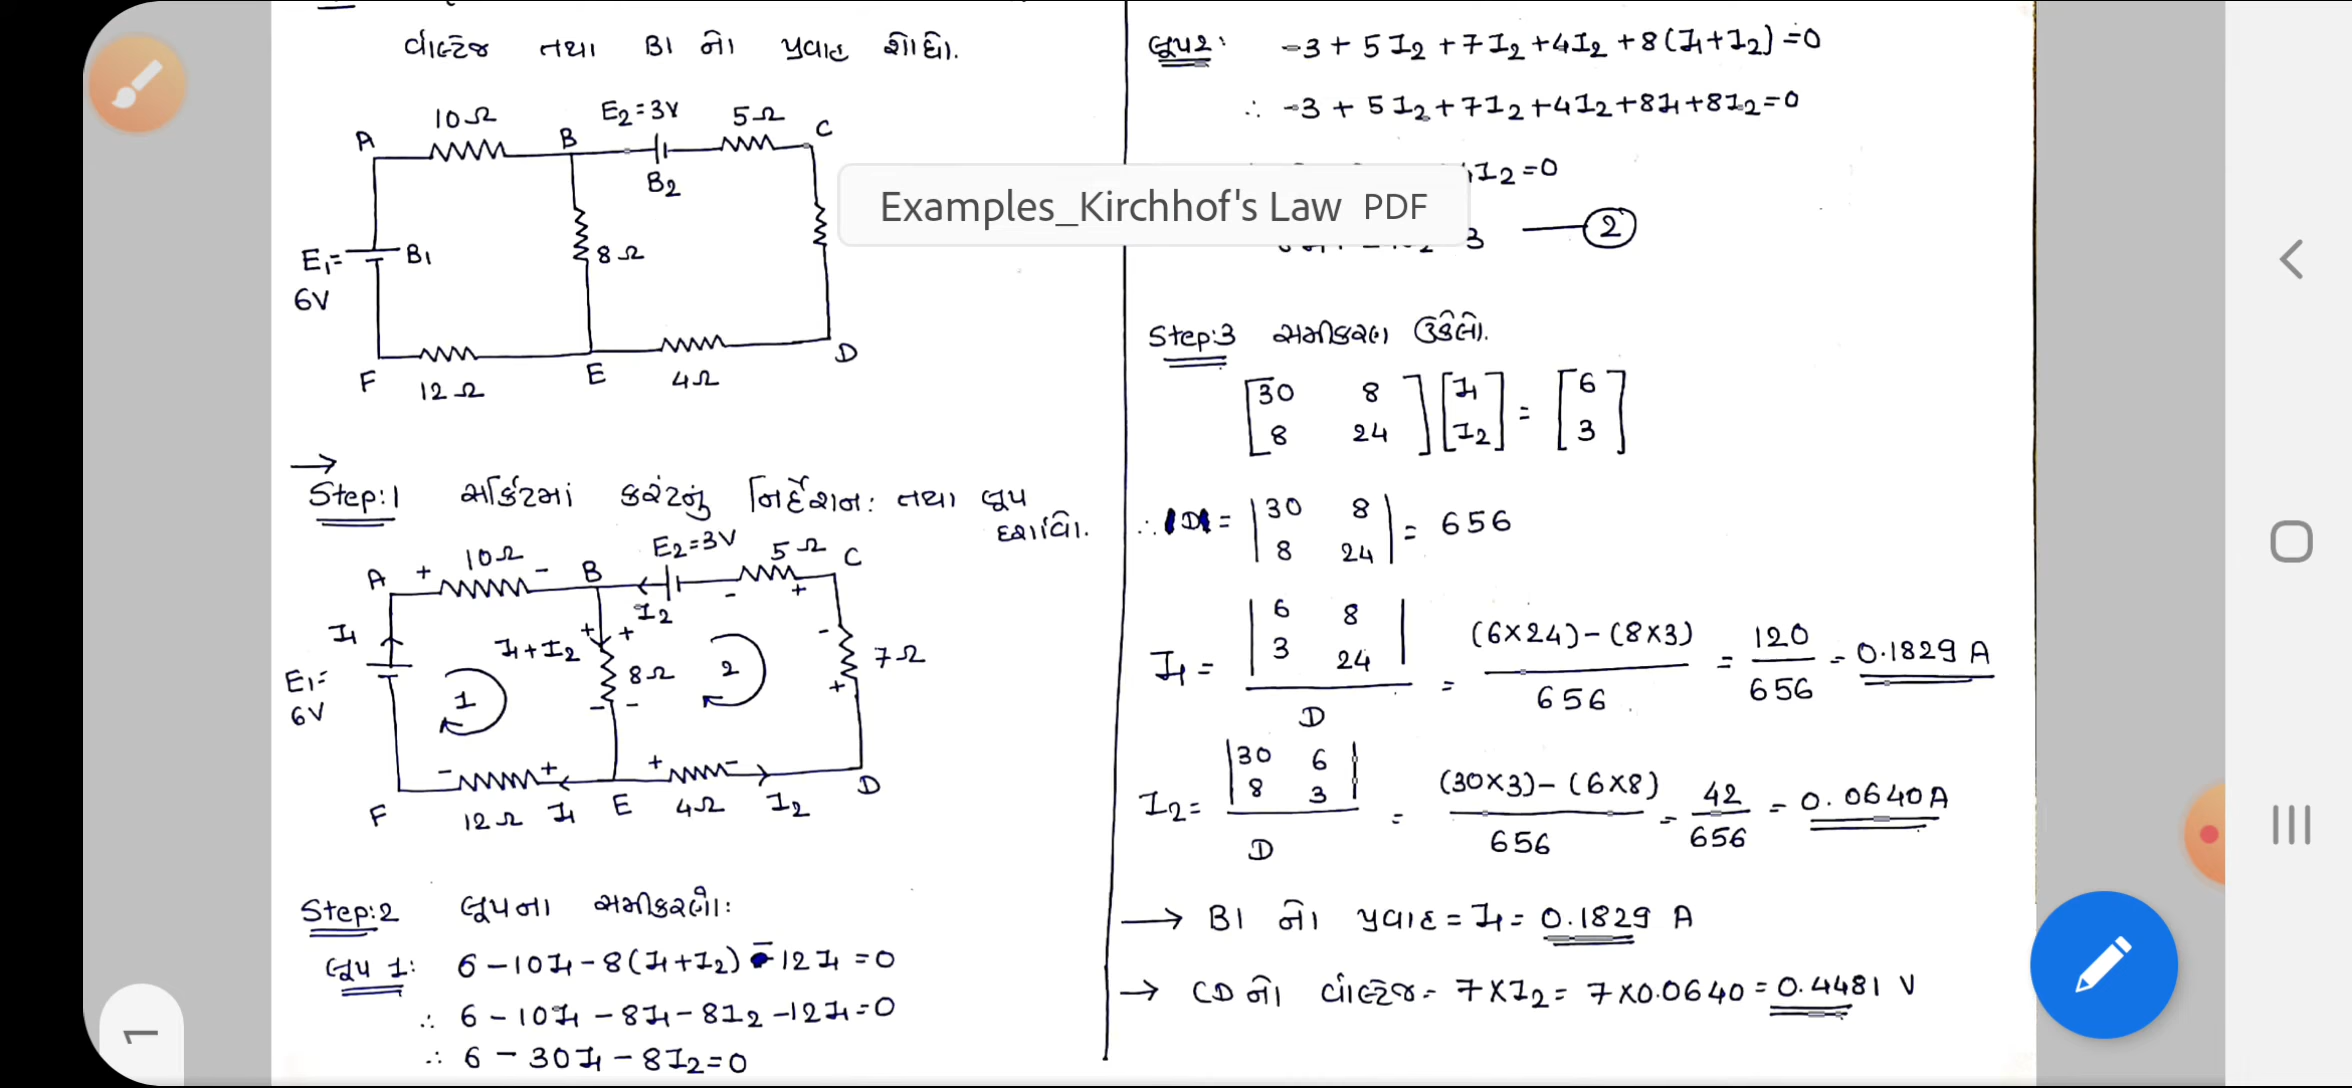 વોલ્ટેજ તથા B1 નો પ્રવાહ શોધો.
10Ω
E2=3V
5Ω
A
B
C
B2
E1=
6V
B1
8Ω
F
12Ω
E
4Ω
D
→
Step:1 સર્કિટમાં કરંટનું નિર્દેશન: તથા લૂપ
દર્શાવો.
10Ω
E2=3V
5Ω
A + - B C
I2
- +
I1
I1+I2
+ +
8Ω
- -
7Ω
- +
E1=
6V
1
2
- + + -
F 12Ω I1 E 4Ω I2 D
Step:2 લૂપના સમીકરણો:
લૂપ 1: 6-10I1-8(I1+I2)-12I1=0
∴ 6-10I1-8I1-8I2-12I1=0
∴ 6-30I1-8I2=0
લૂપ 2: -3+5I2+7I2+4I2+8(I1+I2)=0
∴ -3+5I2+7I2+4I2+8I1+8I2=0
I2=0
Examples_Kirchhof's Law PDF
3 — 2
Step:3 સમીકરણ ઉકેલો.
[30 8] [I1] = [6]
[8 24] [I2] [3]
∴ D = |30 8| = 656
|8 24|
I1 = |6 8| = (6×24)-(8×3) = 120 = 0.1829 A
|3 24| 656 656
D
I2 = |30 6| = (30×3)-(6×8) = 42 = 0.0640A
|8 3| 656 656
D
→ B1 નો પ્રવાહ = I1 = 0.1829 A
→ CD નો વોલ્ટેજ = 7×I2 = 7×0.0640 = 0.4481 V
1